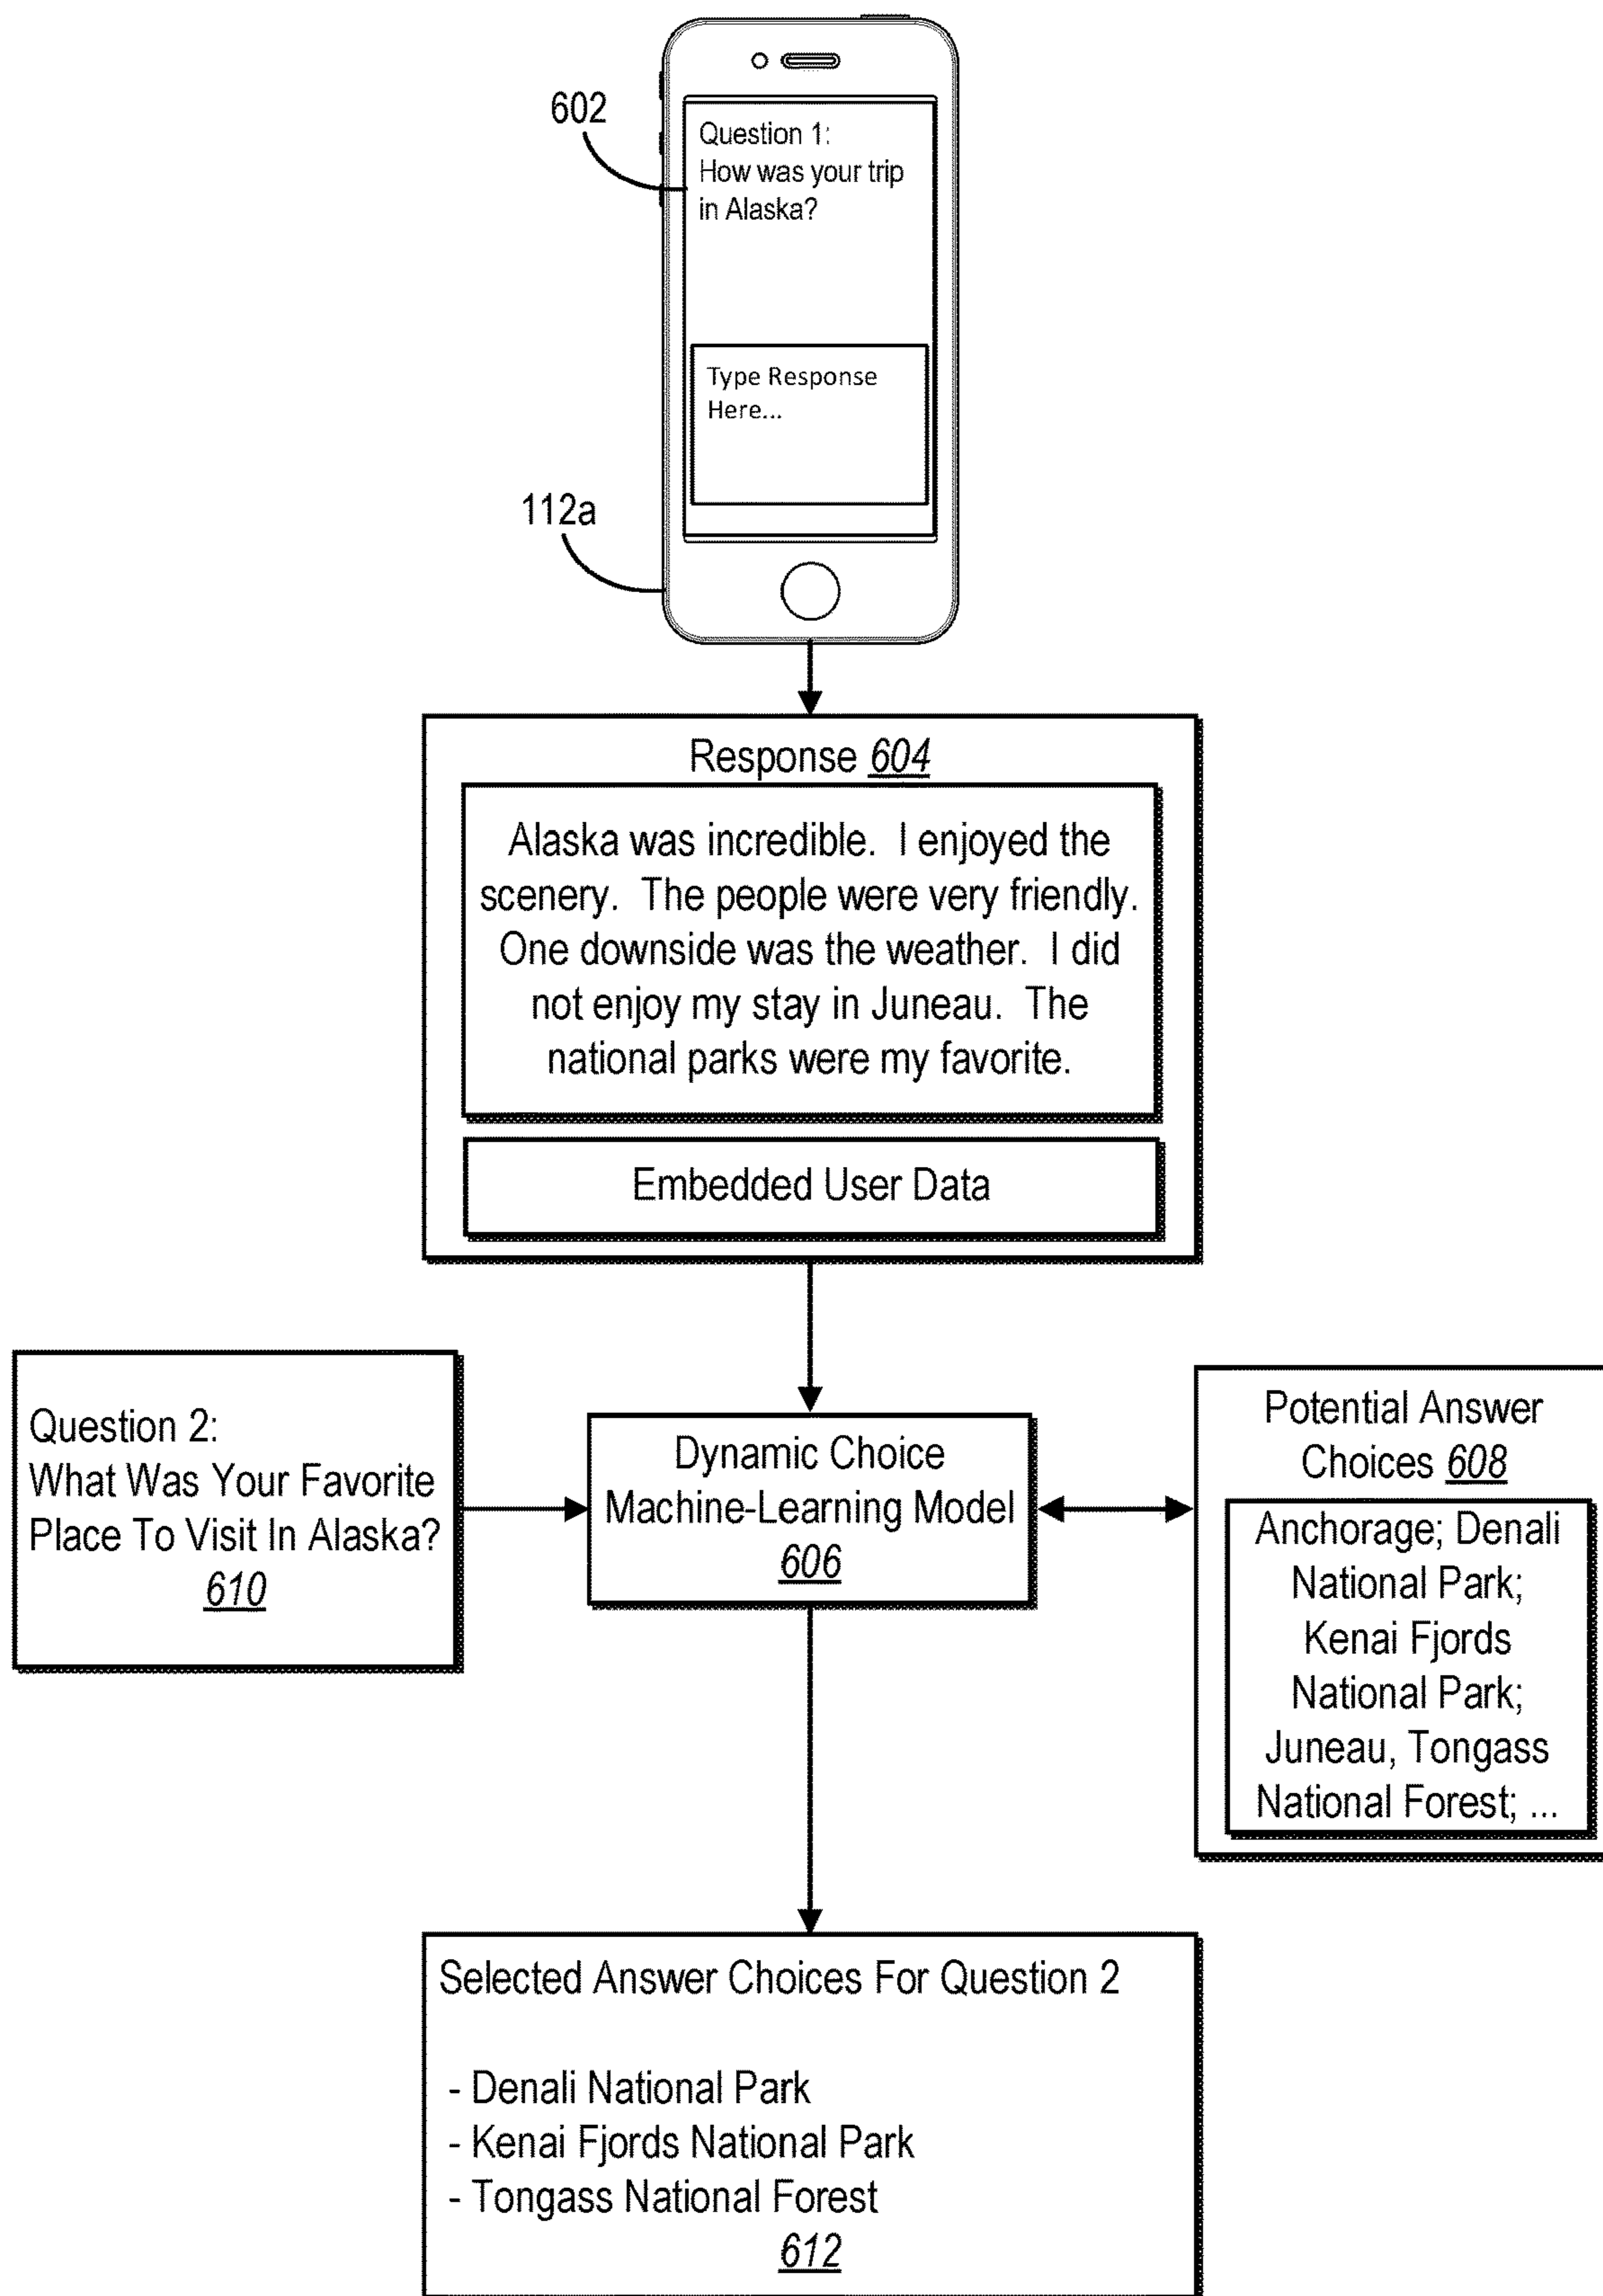 602
Question 1:
How was your trip
in Alaska?
Type Response
Here...
112a
Response 604
Alaska was incredible.  I enjoyed the
scenery.  The people were very friendly.
One downside was the weather.  I did
not enjoy my stay in Juneau.  The
national parks were my favorite.
Embedded User Data
Question 2:
What Was Your Favorite
Place To Visit In Alaska?
610
Dynamic Choice
Machine-Learning Model
606
Potential Answer
Choices 608
Anchorage; Denali
National Park;
Kenai Fjords
National Park;
Juneau, Tongass
National Forest; ...
Selected Answer Choices For Question 2
- Denali National Park
- Kenai Fjords National Park
- Tongass National Forest
612